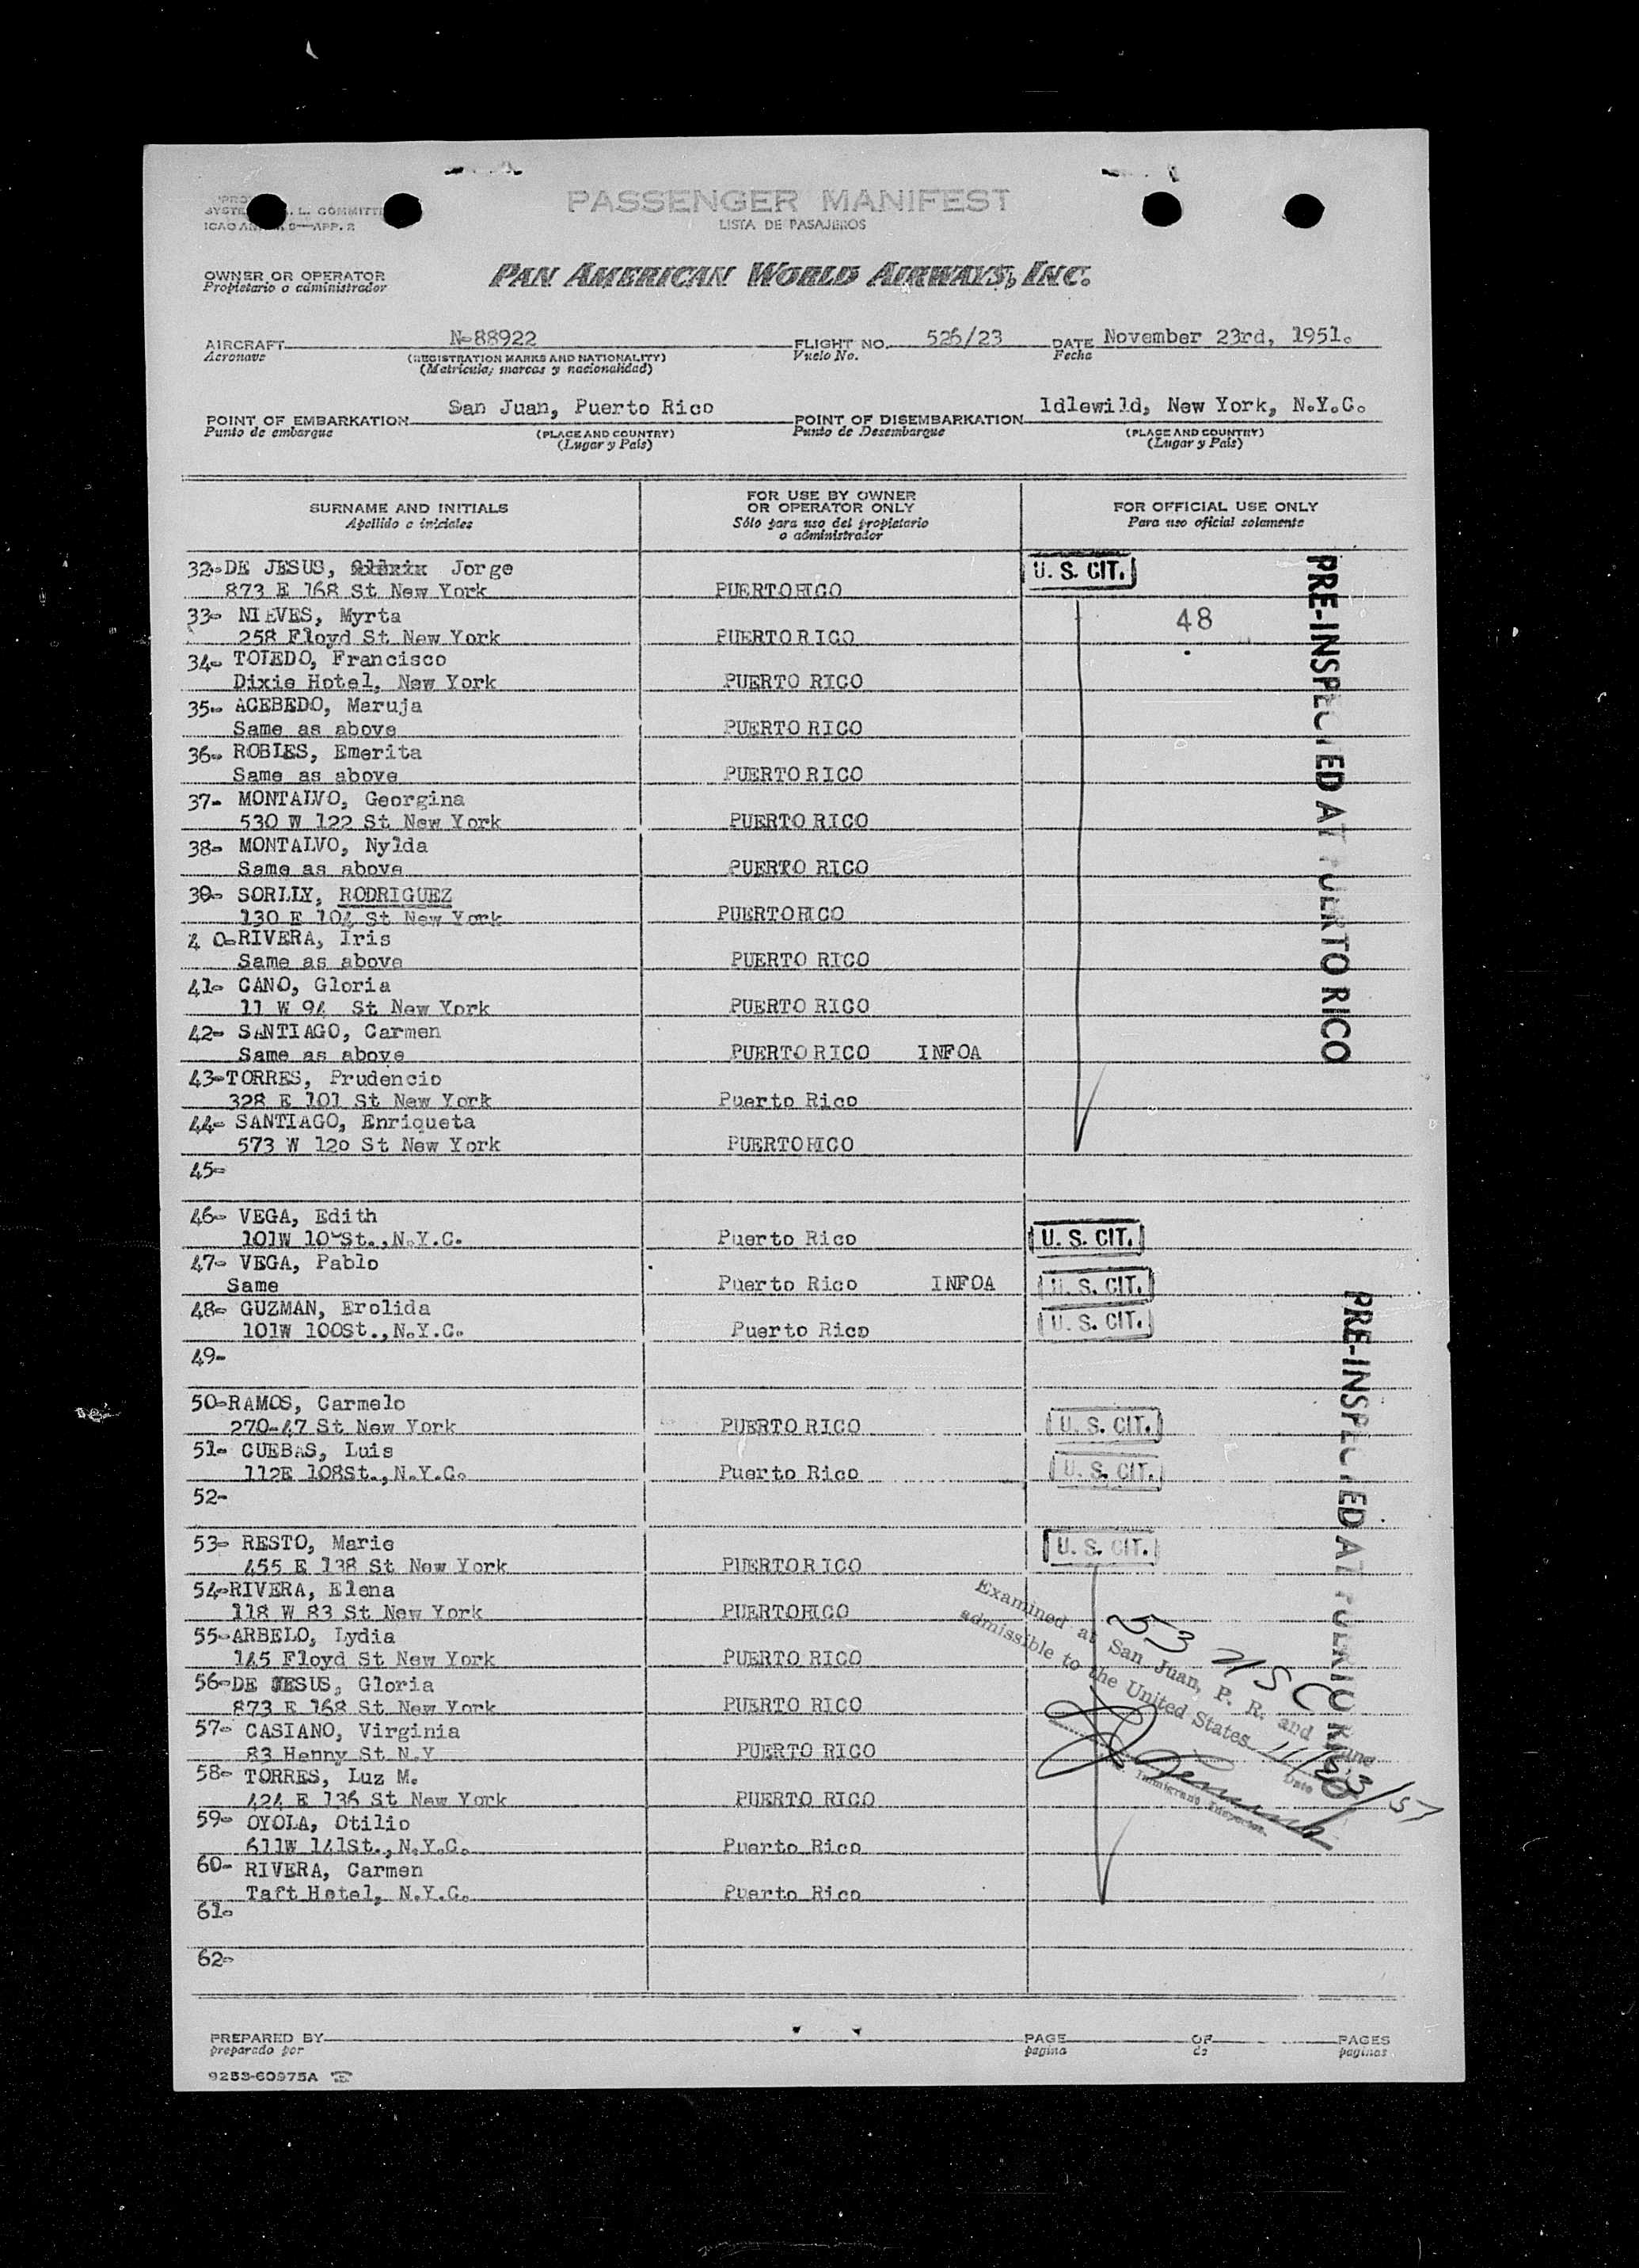 PASSENGER MANIFEST
LISTA DE PASAJEROS
L. COMMITT
OWNER OR OPERATOR
Propietario o administrador
PAN AMERICAN WORLD AIRWAYS, INC.
AIRCRAFT N-88922 FLIGHT NO. 526/23 DATE November 23rd, 1951.
Aeronave (REGISTRATION MARKS AND NATIONALITY) Vuelo No. Fecha
(Matricula, marcas y nacionalidad)
POINT OF EMBARKATION San Juan, Puerto Rico POINT OF DISEMBARKATION Idlewild, New York, N.Y.C.
Punto de embarque (PLACE AND COUNTRY) Punto de Desembarque (PLACE AND COUNTRY)
(Lugar y País) (Lugar y País)
SURNAME AND INITIALS FOR USE BY OWNER OR OPERATOR ONLY FOR OFFICIAL USE ONLY
Apellido e iniciales Sólo para uso del propietario o administrador Para uso oficial solamente
32- DE JESUS, Jorge U. S. CIT.
873 E 168 St New York PUERTO RICO
33- NIEVES, Myrta 48
258 Floyd St New York PUERTO RICO
34- TOLEDO, Francisco
Dixie Hotel, New York PUERTO RICO
35- ACEBEDO, Maruja
Same as above PUERTO RICO
36- ROBLES, Emerita
Same as above PUERTO RICO
37- MONTALVO, Georgina
530 W 122 St New York PUERTO RICO
38- MONTALVO, Nylda
Same as above PUERTO RICO
39- SORLLY, RODRIGUEZ
130 E 104 St New York PUERTO RICO
4 0-RIVERA, Iris
Same as above PUERTO RICO
41- CANO, Gloria
11 W 94 St New York PUERTO RICO
42- SANTIAGO, Carmen
Same as above PUERTO RICO INFOA
43-TORRES, Prudencio
328 E 101 St New York Puerto Rico
44- SANTIAGO, Enriqueta
573 W 120 St New York PUERTO RICO
45-
46- VEGA, Edith
101W 10 St.,N.Y.C. Puerto Rico U. S. CIT.
47- VEGA, Pablo
Same Puerto Rico INFOA U. S. CIT.
48- GUZMAN, Erolida
101W 100St.,N.Y.C. Puerto Rico U. S. CIT.
49-
50-RAMOS, Carmelo
270-47 St New York PUERTO RICO U. S. CIT.
51- CUEBAS, Luis
112E 108St.,N.Y.C. Puerto Rico U. S. CIT.
52-
53- RESTO, Marie
455 E 138 St New York PUERTO RICO U. S. CIT.
54-RIVERA, Elena
118 W 83 St New York PUERTO RICO
55-ARBELO, Lydia
145 Floyd St New York PUERTO RICO
56-DE JESUS, Gloria
873 E 168 St New York PUERTO RICO
57- CASIANO, Virginia
83 Henny St N.Y PUERTO RICO
58- TORRES, Luz M.
424 E 136 St New York PUERTO RICO
59- OYOLA, Otilio
611W 141St.,N.Y.C. Puerto Rico
60- RIVERA, Carmen
Taft Hotel, N.Y.C. Puerto Rico
61-
62-
PRE-INSPECTED AT PUERTO RICO
PRE-INSPECTED AT PUERTO RICO
53 USC
Examined at San Juan, P. R. and
admissible to the United States 11/23/51
Date
Immigrant Inspector.
PREPARED BY PAGE OF PAGES
preparado por pagina de paginas
9253-60975A